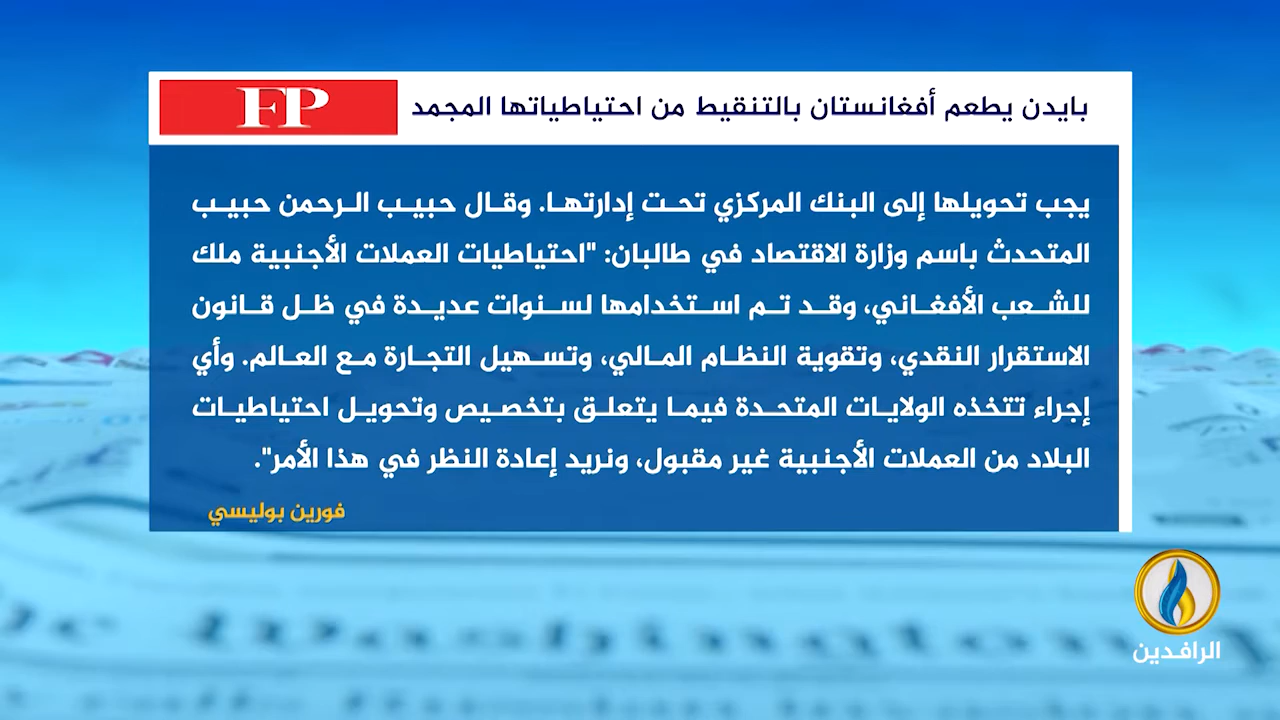 بايدن يطعم أفغانستان بالتنقيط من احتياطياتها المجمد
FP
يجب تحويلها إلى البنك المركزي تحت إدارتها. وقال حبيب الرحمن حبيب
المتحدث باسم وزارة الاقتصاد في طالبان: "احتياطيات العملات الأجنبية ملك
للشعب الأفغاني، وقد تم استخدامها لسنوات عديدة في ظل قانون
الاستقرار النقدي، وتقوية النظام المالي، وتسهيل التجارة مع العالم. وأي
إجراء تتخذه الولايات المتحدة فيما يتعلق بتخصيص وتحويل احتياطيات
البلاد من العملات الأجنبية غير مقبول، ونريد إعادة النظر في هذا الأمر".
فورين بوليسي
الرافدين